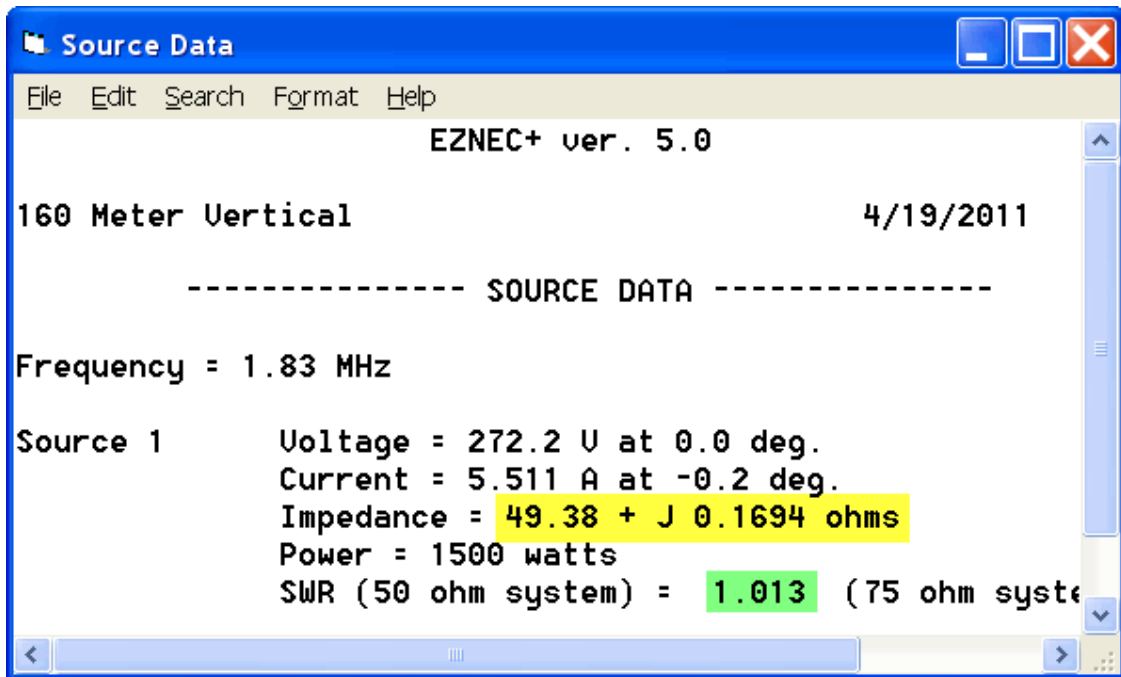 Source Data
File Edit Search Format Help
EZNEC+ ver. 5.0
160 Meter Vertical 4/19/2011
--------------- SOURCE DATA ---------------
Frequency = 1.83 MHz
Source 1 Voltage = 272.2 V at 0.0 deg.
Current = 5.511 A at -0.2 deg.
Impedance = 49.38 + J 0.1694 ohms
Power = 1500 watts
SWR (50 ohm system) = 1.013 (75 ohm syste